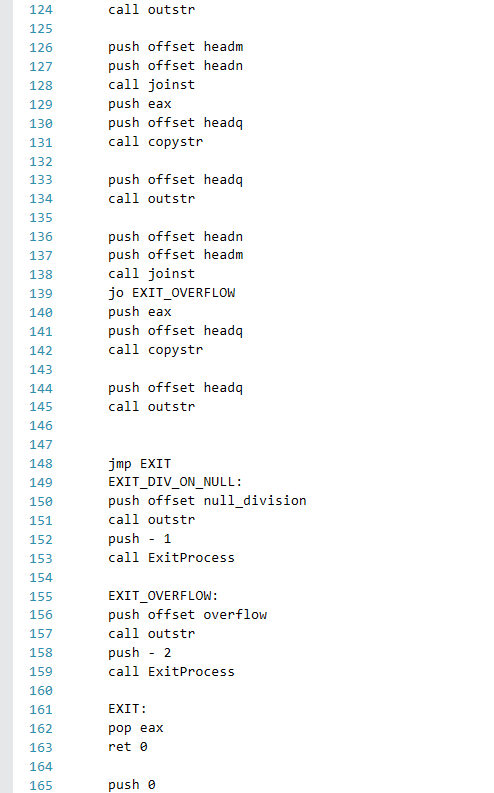 124 call outstr
125
126 push offset headm
127 push offset headn
128 call joinst
129 push eax
130 push offset headq
131 call copystr
132
133 push offset headq
134 call outstr
135
136 push offset headn
137 push offset headm
138 call joinst
139 jo EXIT_OVERFLOW
140 push eax
141 push offset headq
142 call copystr
143
144 push offset headq
145 call outstr
146
147
148 jmp EXIT
149 EXIT_DIV_ON_NULL:
150 push offset null_division
151 call outstr
152 push - 1
153 call ExitProcess
154
155 EXIT_OVERFLOW:
156 push offset overflow
157 call outstr
158 push - 2
159 call ExitProcess
160
161 EXIT:
162 pop eax
163 ret 0
164
165 push 0